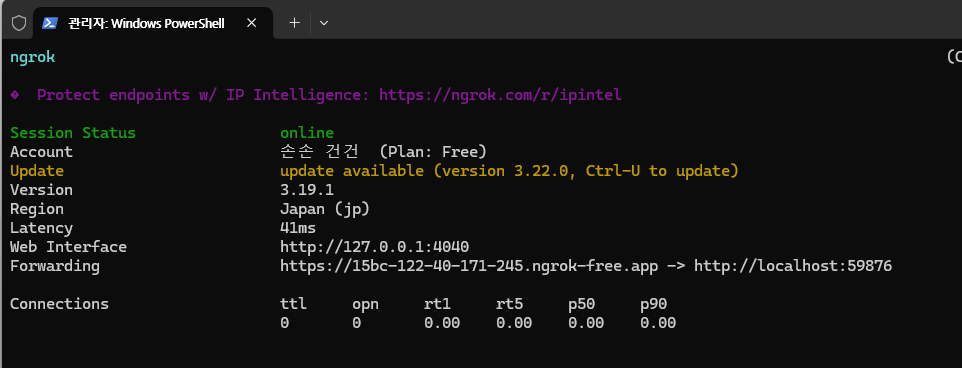 관리자: Windows PowerShell
ngrok (C
Protect endpoints w/ IP Intelligence: https://ngrok.com/r/ipintel
Session Status online
Account 손손 건건 (Plan: Free)
Update update available (version 3.22.0, Ctrl-U to update)
Version 3.19.1
Region Japan (jp)
Latency 41ms
Web Interface http://127.0.0.1:4040
Forwarding https://15bc-122-40-171-245.ngrok-free.app -> http://localhost:59876
Connections ttl opn rt1 rt5 p50 p90
0 0 0.00 0.00 0.00 0.00